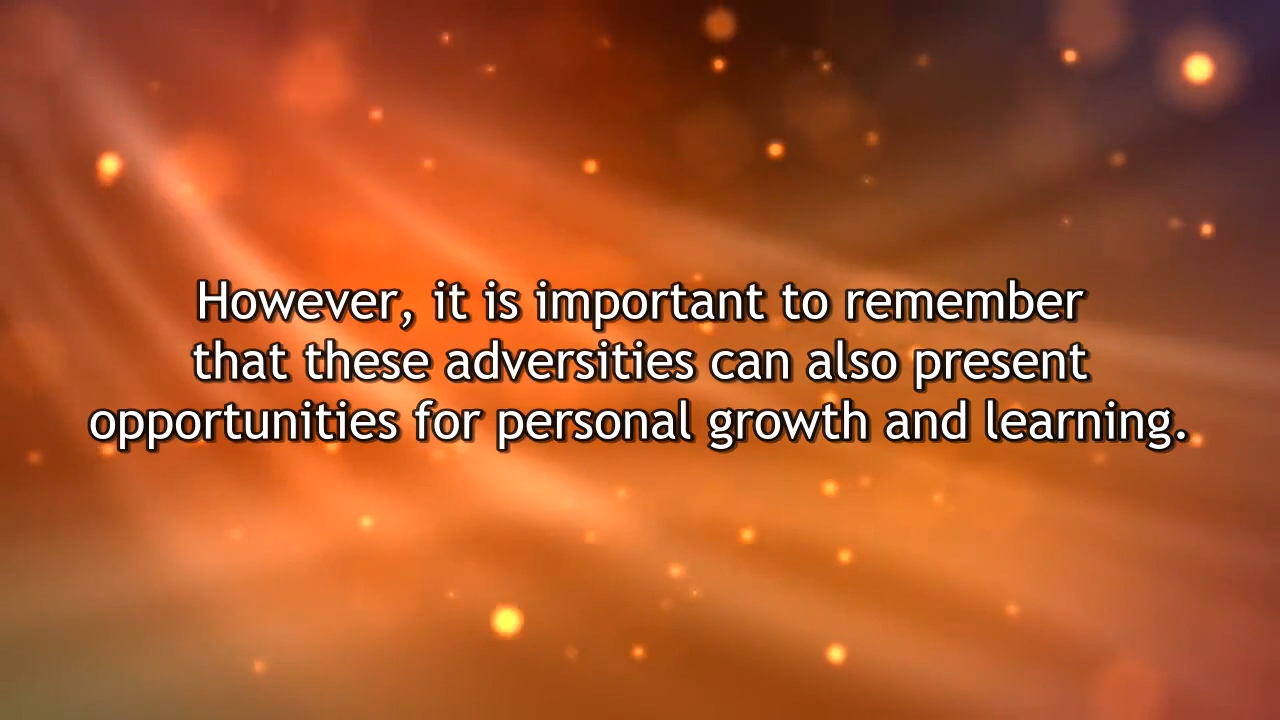 However, it is important to remember
that these adversities can also present
opportunities for personal growth and learning.